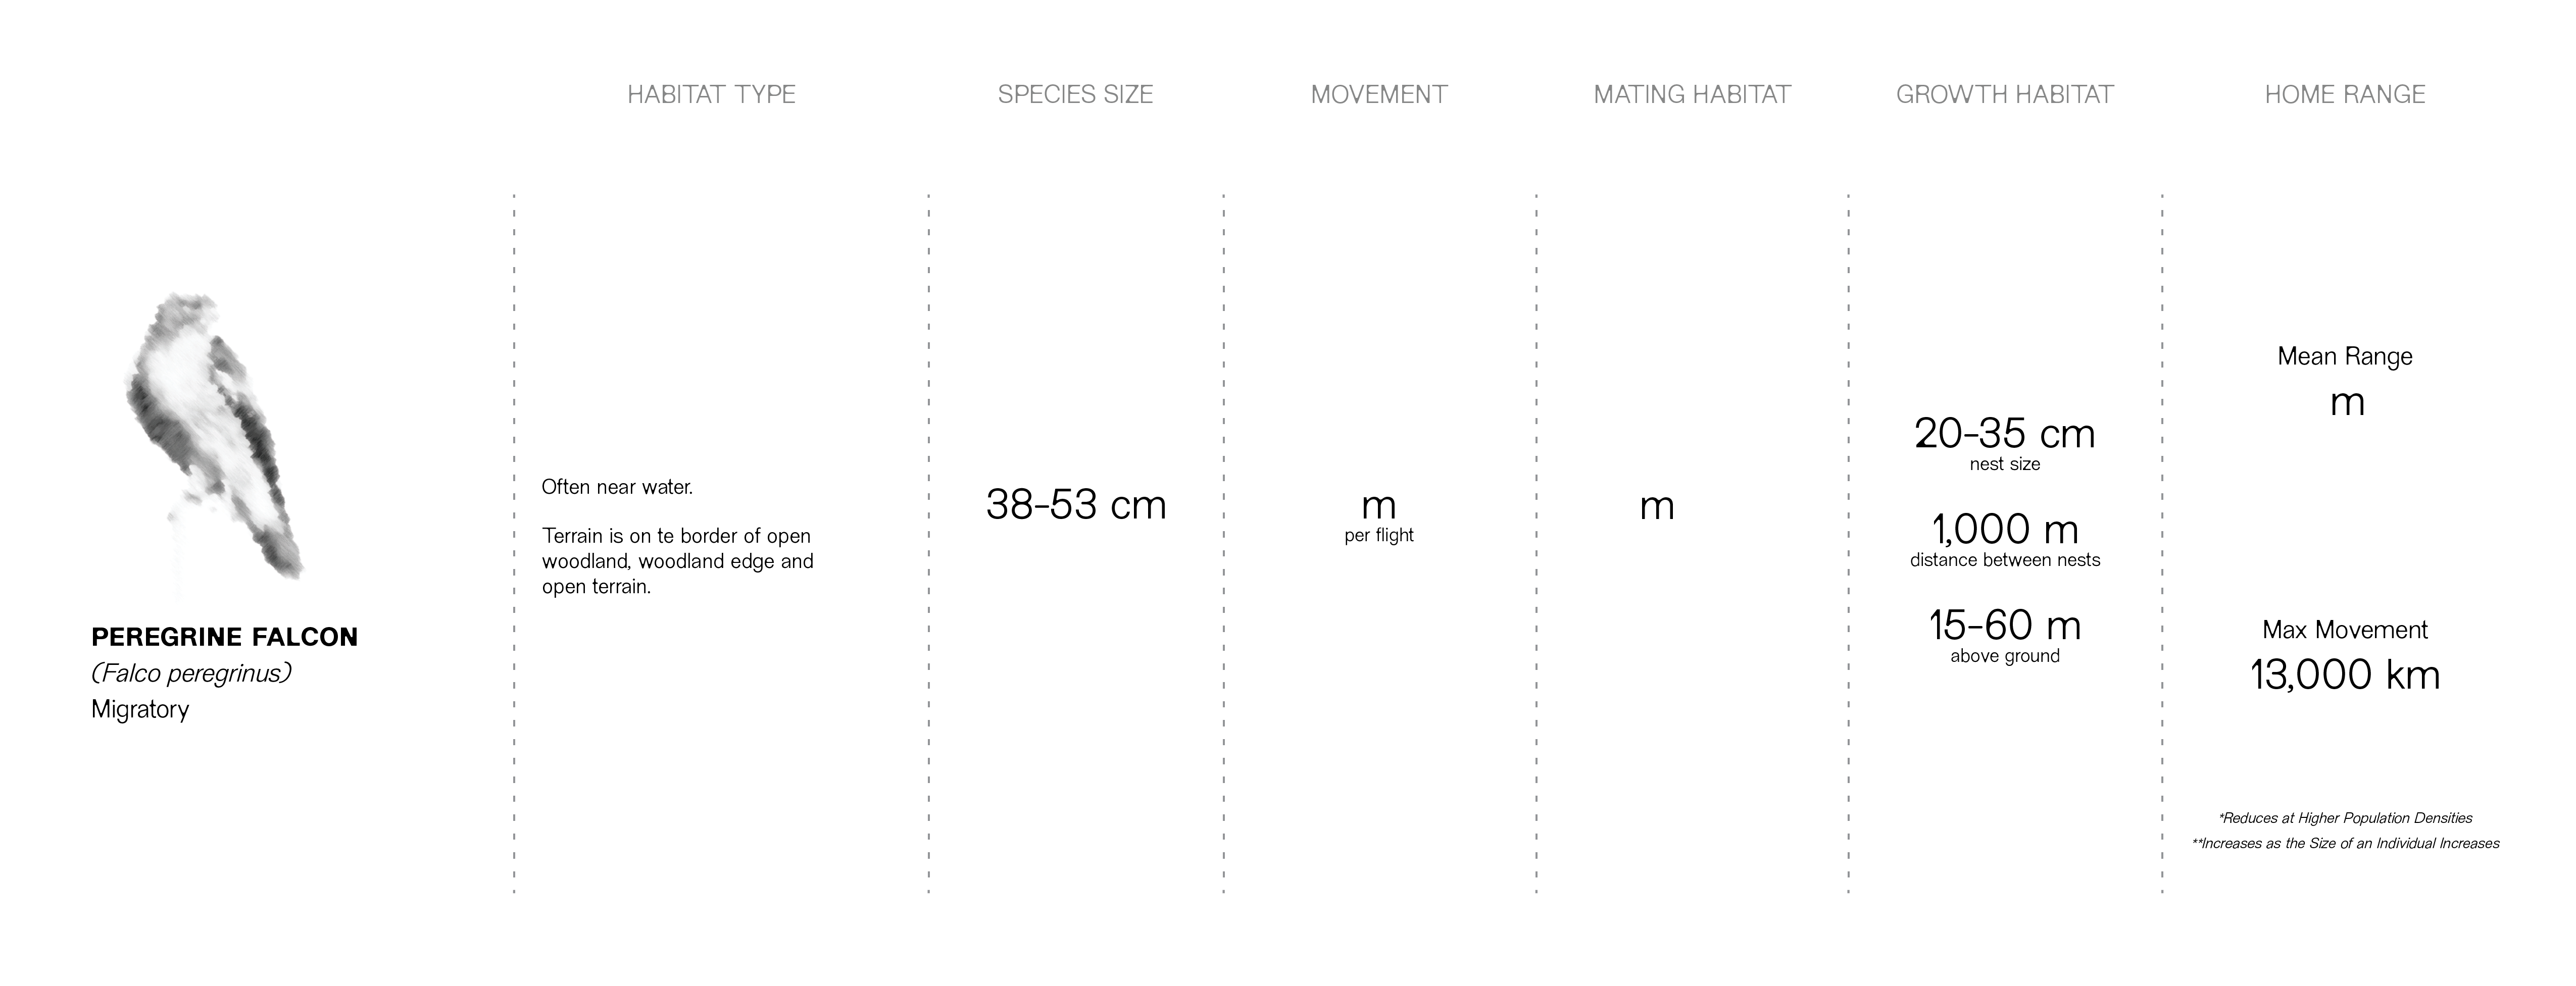 HABITAT TYPE
SPECIES SIZE
MOVEMENT
MATING HABITAT
GROWTH HABITAT
HOME RANGE
PEREGRINE FALCON
(Falco peregrinus)
Migratory
Often near water.
Terrain is on te border of open
woodland, woodland edge and
open terrain.
38-53 cm
m
per flight
m
20-35 cm
nest size
1,000 m
distance between nests
15-60 m
above ground
Mean Range
m
Max Movement
13,000 km
*Reduces at Higher Population Densities
**Increases as the Size of an Individual Increases